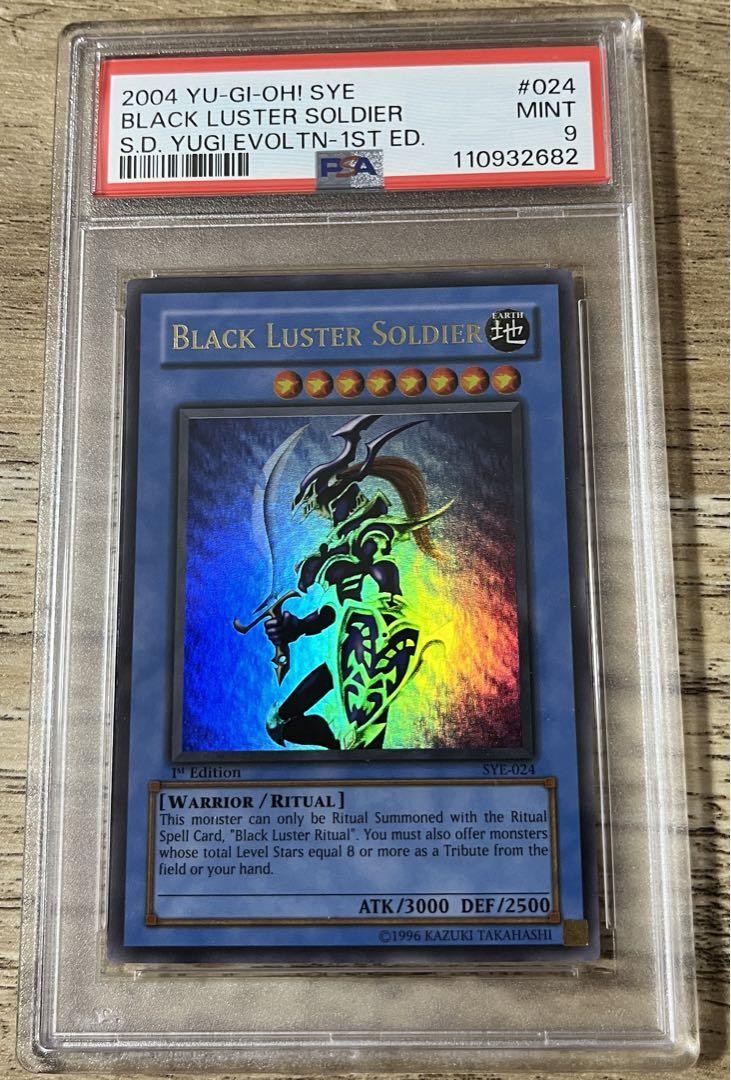 2004 YU-GI-OH! SYE #024
BLACK LUSTER SOLDIER MINT
S.D. YUGI EVOLTN-1ST ED. 9
PSA 110932682
BLACK LUSTER SOLDIER
EARTH
地
1st Edition SYE-024
[WARRIOR / RITUAL]
This monster can only be Ritual Summoned with the Ritual
Spell Card, "Black Luster Ritual". You must also offer monsters
whose total Level Stars equal 8 or more as a Tribute from the
field or your hand.
ATK/3000 DEF/2500
©1996 KAZUKI TAKAHASHI